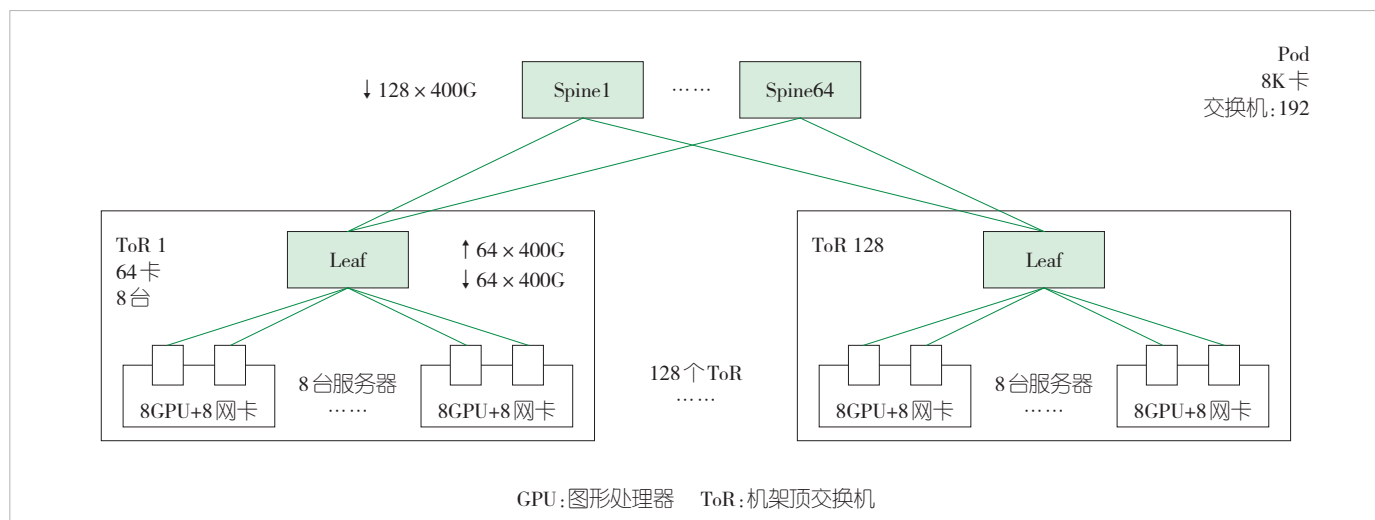 Pod
8K卡
交换机:192
↓128×400G
Spine1
……
Spine64
ToR 1
64卡
8台
Leaf
↑64×400G
↓64×400G
8台服务器
……
8GPU+8网卡
8GPU+8网卡
128个ToR
……
ToR 128
Leaf
8台服务器
……
8GPU+8网卡
8GPU+8网卡
GPU:图形处理器 ToR:机架顶交换机